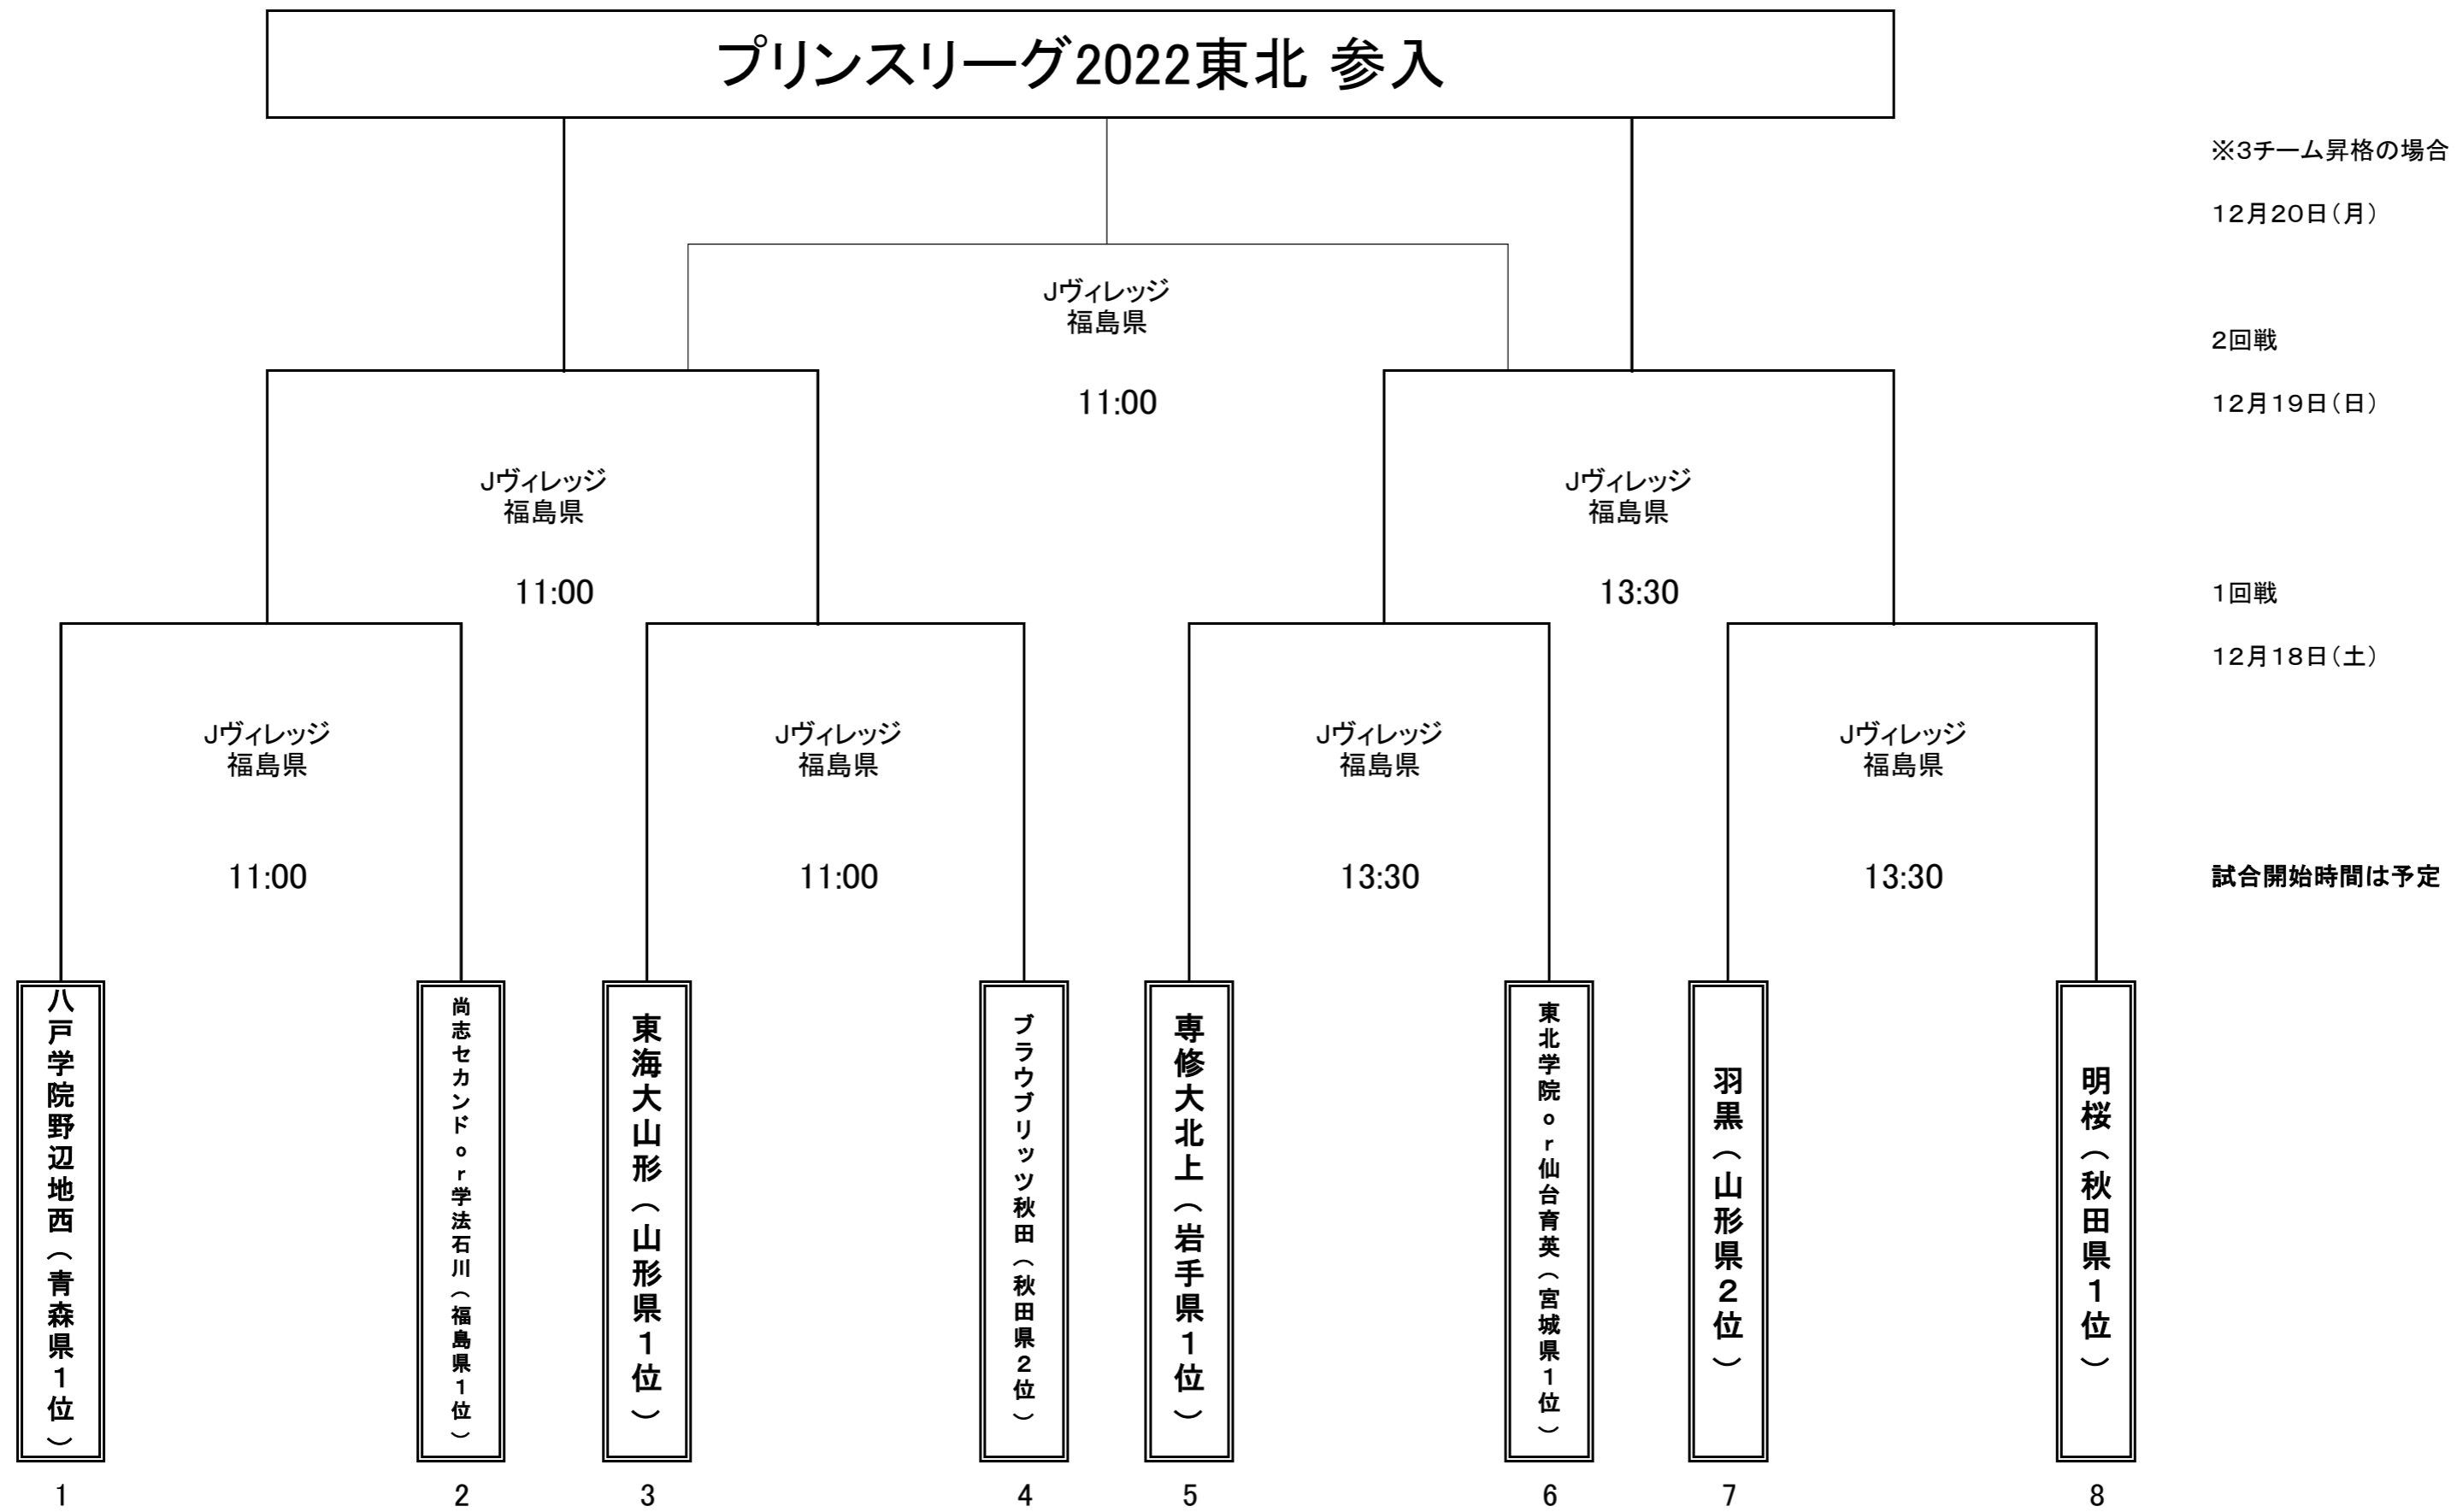 プリンスリーグ2022東北 参入
※3チーム昇格の場合
12月20日(月)
Jヴィレッジ
福島県
11:00
2回戦
12月19日(日)
Jヴィレッジ
福島県
11:00
Jヴィレッジ
福島県
13:30
1回戦
12月18日(土)
Jヴィレッジ
福島県
11:00
Jヴィレッジ
福島県
11:00
Jヴィレッジ
福島県
13:30
Jヴィレッジ
福島県
13:30
試合開始時間は予定
八戸学院野辺地西(青森県1位)
尚志セカンドor学法石川(福島県1位)
東海大山形(山形県1位)
ブラウブリッツ秋田(秋田県2位)
専修大北上(岩手県1位)
東北学院or仙台育英(宮城県1位)
羽黒(山形県2位)
明桜(秋田県1位)
1
2
3
4
5
6
7
8